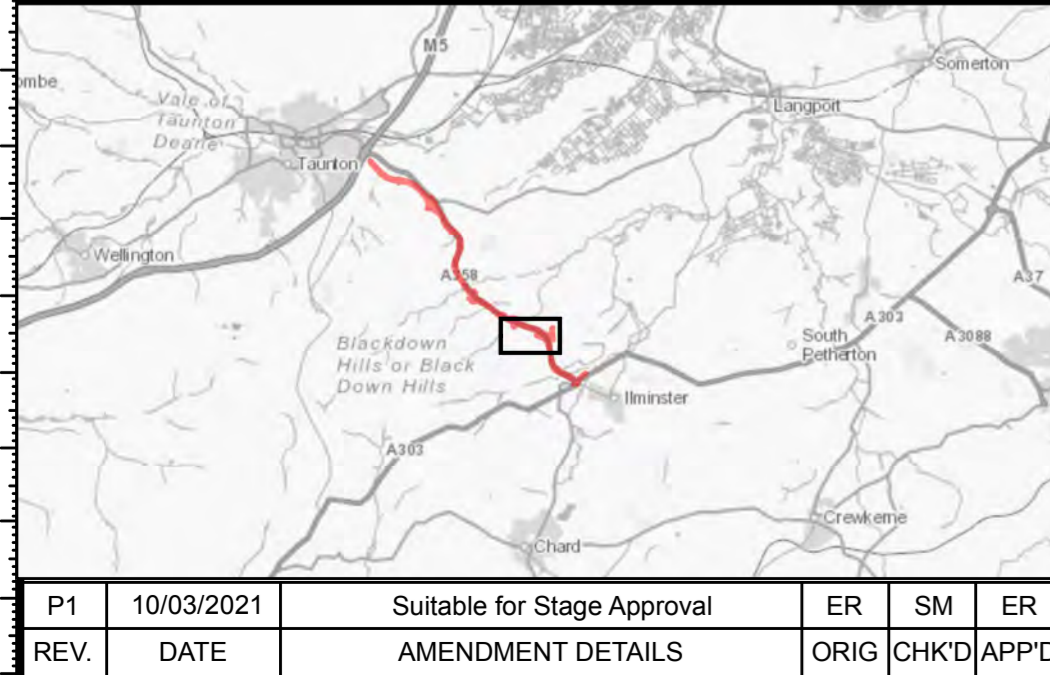 M5
Somerton
ombe
Vale of
Taunton
Deane
Langport
Taunton
Wellington
A358
A37
A303
A3088
South
Petherton
Blackdown
Hills or Black
Down Hills
Ilminster
A303
Crewkerne
Chard
P1 10/03/2021 Suitable for Stage Approval ER SM ER
REV. DATE AMENDMENT DETAILS ORIG CHK'D APP'D